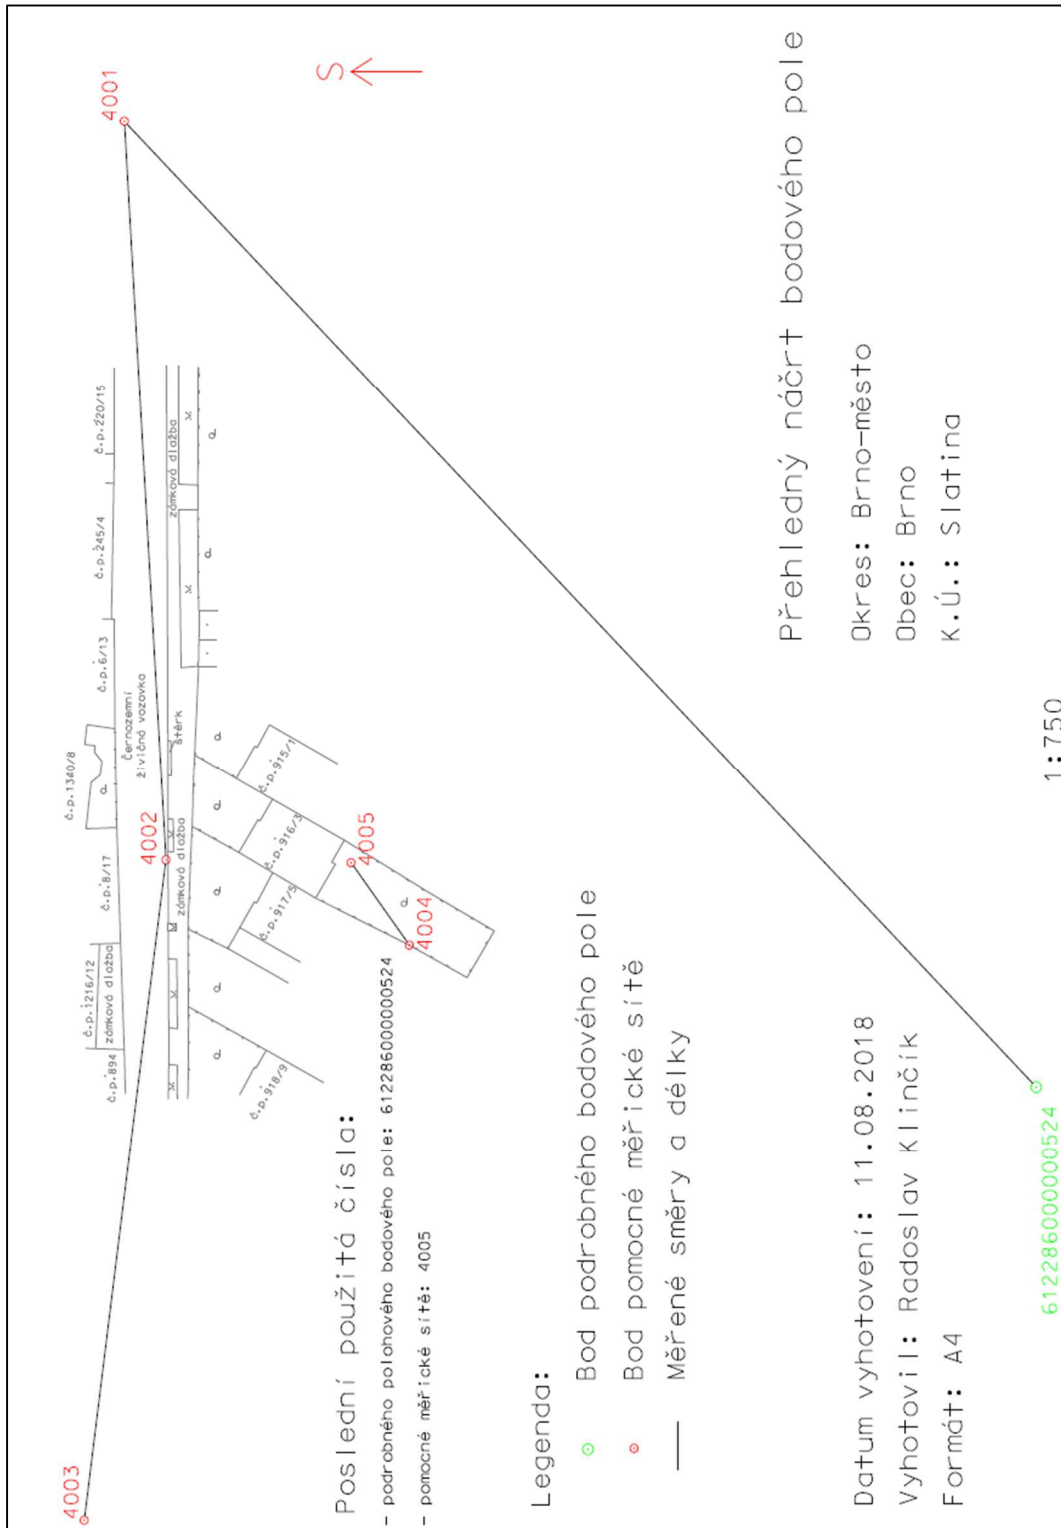 4003
4002
4001
S
č.p.1340/8
d
č.p.894
č.p.1216/12
zámková dlažba
č.p.8/17
Černozemní
živičná vozovka
č.p.6/13
č.p.245/4
č.p.220/15
zámková dlažba
štěrk
zámková dlažba
č.p.918/9
č.p.917/5
č.p.916/3
č.p.915/1
d
d
d
d
d
d
d
d
4005
4004
Poslední použitá čísla:
- podrobného polohového bodového pole: 612286000000524
- pomocné měřické sítě: 4005
Legenda:
Bod podrobného bodového pole
Bod pomocné měřické sítě
Měřené směry a délky
Přehledný náčrt bodového pole
Okres: Brno-město
Obec: Brno
K.Ú.: Slatina
Datum vyhotovení: 11.08.2018
Vyhotovil: Radoslav Klinčík
Formát: A4
1:750
612286000000524